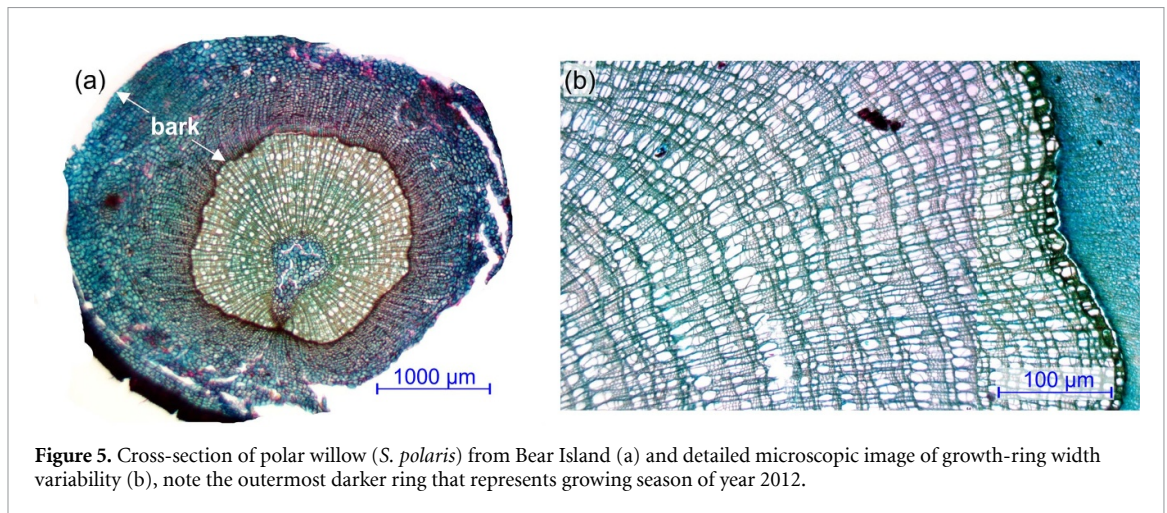 (a)
bark
1000 µm
(b)
100 µm
Figure 5. Cross-section of polar willow (S. polaris) from Bear Island (a) and detailed microscopic image of growth-ring width
variability (b), note the outermost darker ring that represents growing season of year 2012.